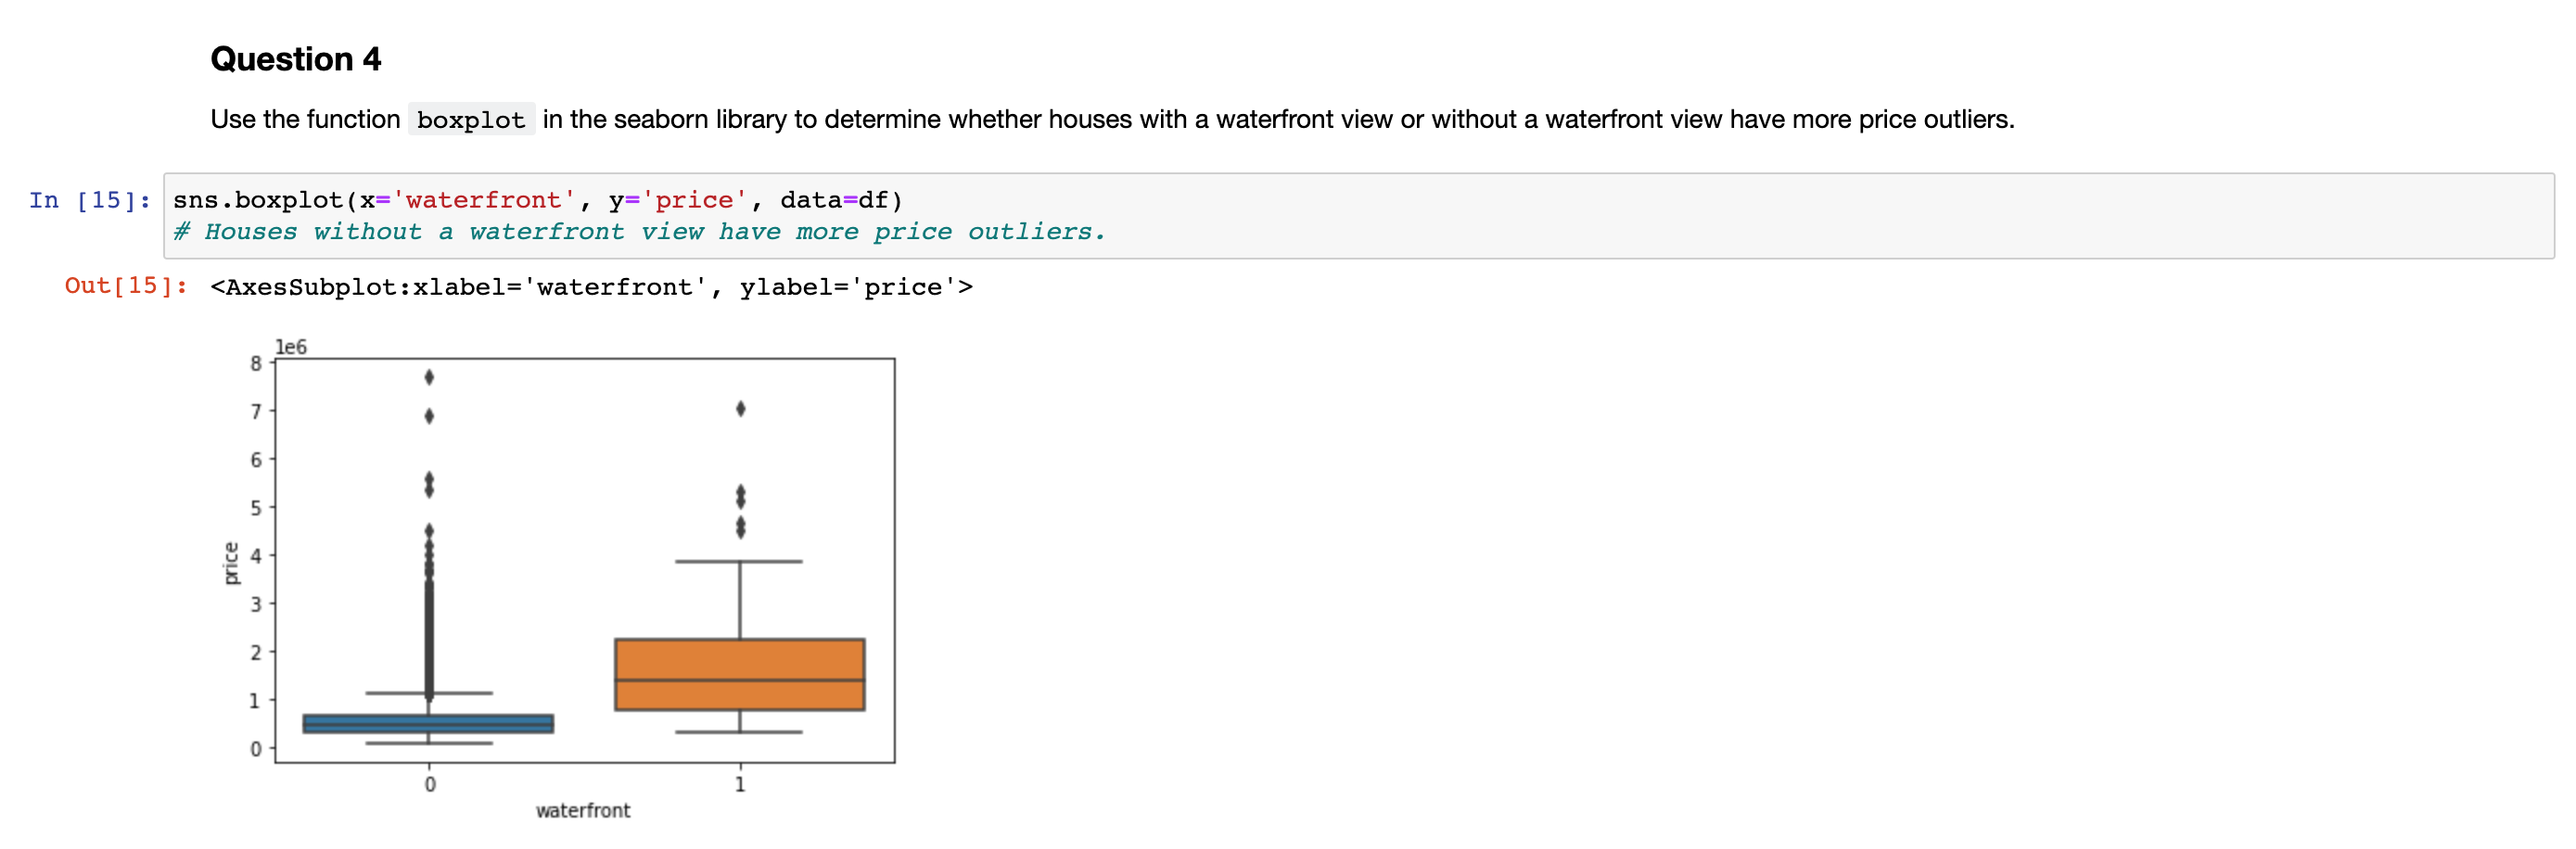 Question 4
Use the function boxplot in the seaborn library to determine whether houses with a waterfront view or without a waterfront view have more price outliers.
In [15]: sns.boxplot(x='waterfront', y='price', data=df)
# Houses without a waterfront view have more price outliers.
Out[15]: <AxesSubplot:xlabel='waterfront', ylabel='price'>
1e6
8
7
6
5
4
3
2
1
0
price
0 1
waterfront